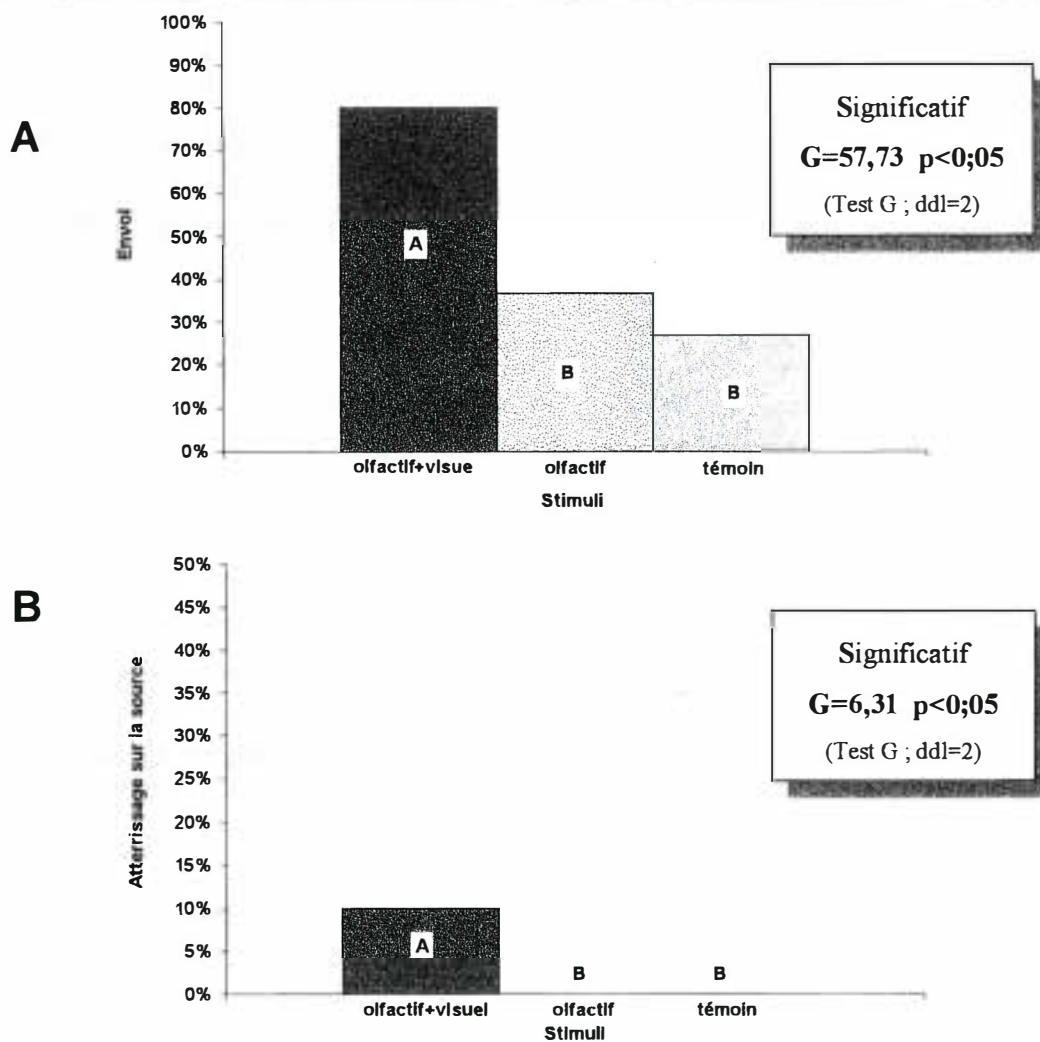 A
100%
90%
80%
70%
60%
50%
40%
30%
20%
10%
0%
Envol
A
B
B
olfactif+visue
olfactif
témoin
Stimuli
Significatif
G=57,73 p<0;05
(Test G ; ddl=2)
B
50%
45%
40%
35%
30%
25%
20%
15%
10%
5%
0%
Atterrissage sur la source
A
B
B
olfactif+visuel
olfactif
témoin
Stimuli
Significatif
G=6,31 p<0;05
(Test G ; ddl=2)